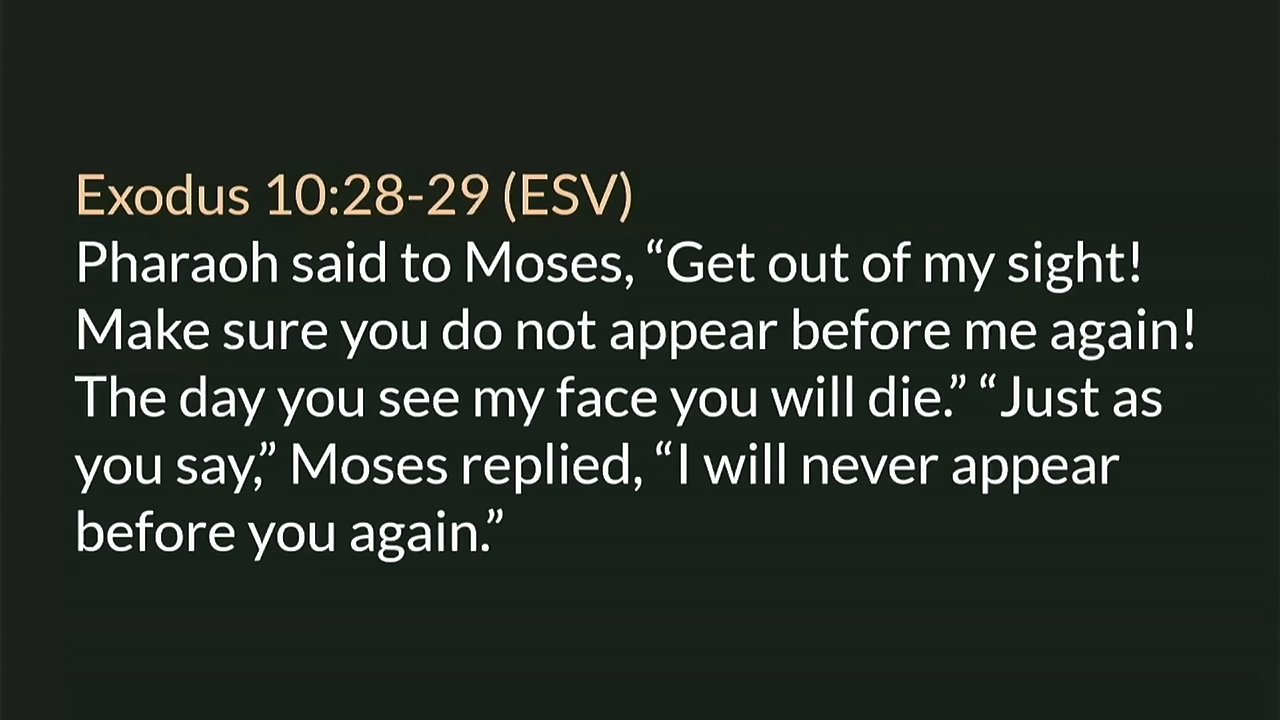 Exodus 10:28-29 (ESV)
Pharaoh said to Moses, “Get out of my sight!
Make sure you do not appear before me again!
The day you see my face you will die.” “Just as
you say,” Moses replied, “I will never appear
before you again.”